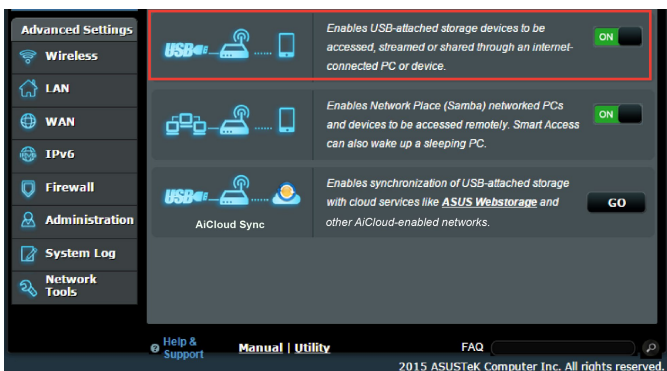 Advanced Settings
Wireless
LAN
WAN
IPv6
Firewall
Administration
System Log
Network
Tools
USB
Enables USB-attached storage devices to be
accessed, streamed or shared through an internet-
connected PC or device.
ON
Enables Network Place (Samba) networked PCs
and devices to be accessed remotely. Smart Access
can also wake up a sleeping PC.
ON
USB
AiCloud Sync
Enables synchronization of USB-attached storage
with cloud services like ASUS Webstorage and
other AiCloud-enabled networks.
GO
Help &
Support
Manual | Utility
FAQ
2015 ASUSTeK Computer Inc. All rights reserved.